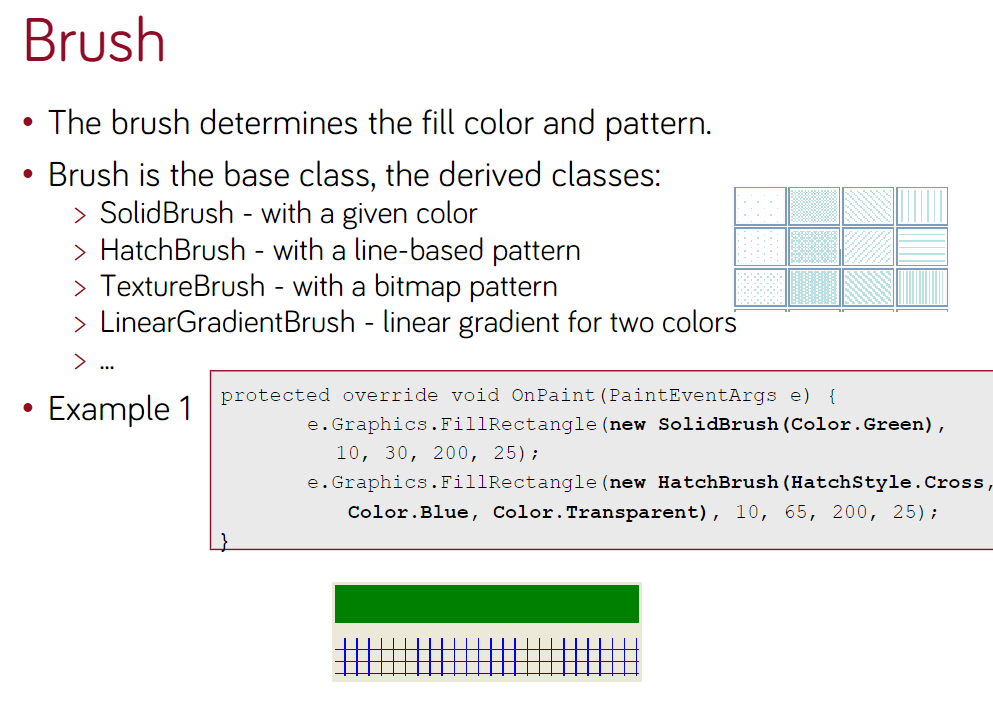 Brush
• The brush determines the fill color and pattern.
• Brush is the base class, the derived classes:
> SolidBrush - with a given color
> HatchBrush - with a line-based pattern
> TextureBrush - with a bitmap pattern
> LinearGradientBrush - linear gradient for two colors
> ...
• Example 1
protected override void OnPaint(PaintEventArgs e) {
e.Graphics.FillRectangle(new SolidBrush(Color.Green),
10, 30, 200, 25);
e.Graphics.FillRectangle(new HatchBrush(HatchStyle.Cross,
Color.Blue, Color.Transparent), 10, 65, 200, 25);
}